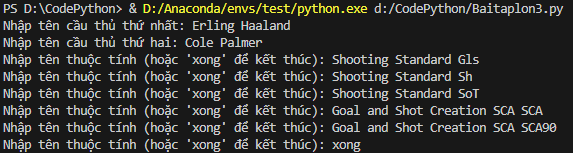 PS D:\CodePython> & D:/Anaconda/envs/test/python.exe d:/CodePython/Baitaplon3.py
Nhập tên cầu thủ thứ nhất: Erling Haaland
Nhập tên cầu thủ thứ hai: Cole Palmer
Nhập tên thuộc tính (hoặc 'xong' để kết thúc): Shooting Standard Gls
Nhập tên thuộc tính (hoặc 'xong' để kết thúc): Shooting Standard Sh
Nhập tên thuộc tính (hoặc 'xong' để kết thúc): Shooting Standard SoT
Nhập tên thuộc tính (hoặc 'xong' để kết thúc): Goal and Shot Creation SCA SCA
Nhập tên thuộc tính (hoặc 'xong' để kết thúc): Goal and Shot Creation SCA SCA90
Nhập tên thuộc tính (hoặc 'xong' để kết thúc): xong